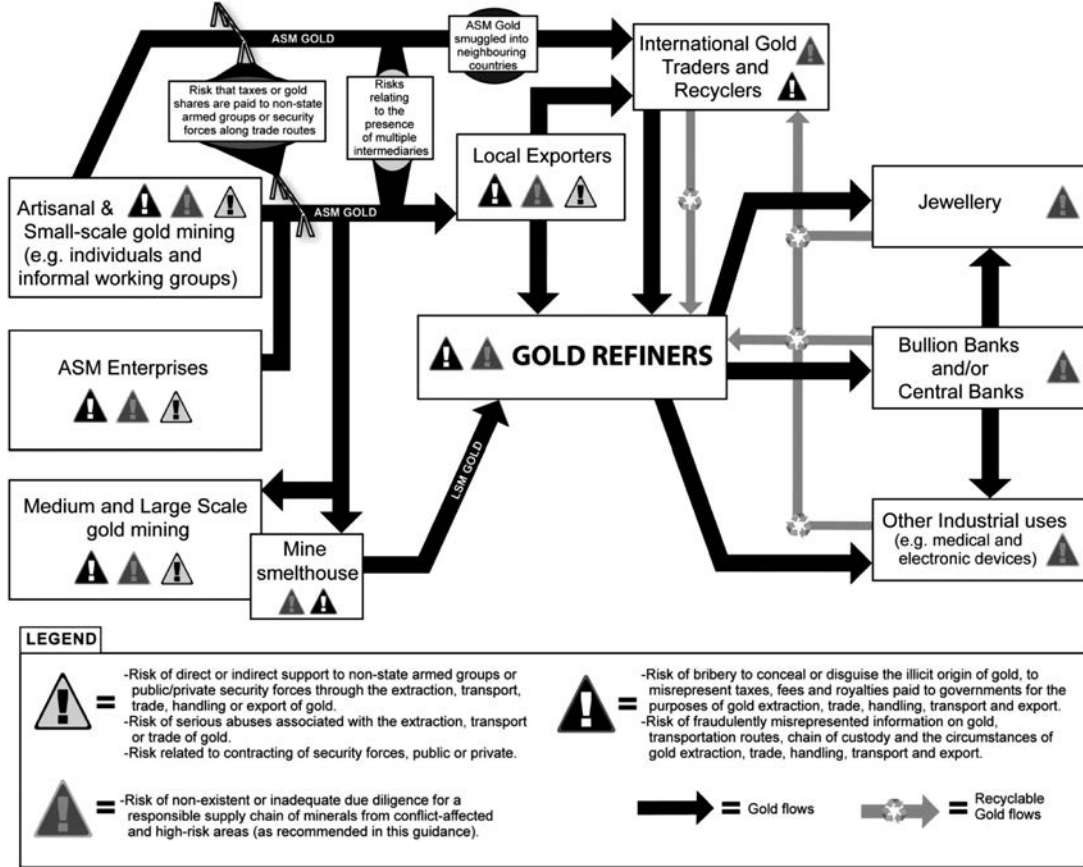 ASM GOLD
ASM Gold
smuggled into
neighbouring
countries
International Gold
Traders and
Recyclers
Risk that taxes or gold
shares are paid to non-state
armed groups or security
forces along trade routes
Risks
relating
to the
presence
of multiple
intermediaries
Local Exporters
Artisanal &
Small-scale gold mining
(e.g. individuals and
informal working groups)
ASM GOLD
Jewellery
ASM Enterprises
GOLD REFINERS
Bullion Banks
and/or
Central Banks
Medium and Large Scale
gold mining
Mine
smelthouse
LSM GOLD
Other Industrial uses
(e.g. medical and
electronic devices)
LEGEND
= -Risk of direct or indirect support to non-state armed groups or
public/private security forces through the extraction, transport,
trade, handling or export of gold.
-Risk of serious abuses associated with the extraction, transport
or trade of gold.
-Risk related to contracting of security forces, public or private.
= -Risk of bribery to conceal or disguise the illicit origin of gold, to
misrepresent taxes, fees and royalties paid to governments for the
purposes of gold extraction, trade, handling, transport and export.
-Risk of fraudulently misrepresented information on gold,
transportation routes, chain of custody and the circumstances of
gold extraction, trade, handling, transport and export.
= -Risk of non-existent or inadequate due diligence for a
responsible supply chain of minerals from conflict-affected
and high-risk areas (as recommended in this guidance).
= Gold flows
= Recyclable
Gold flows